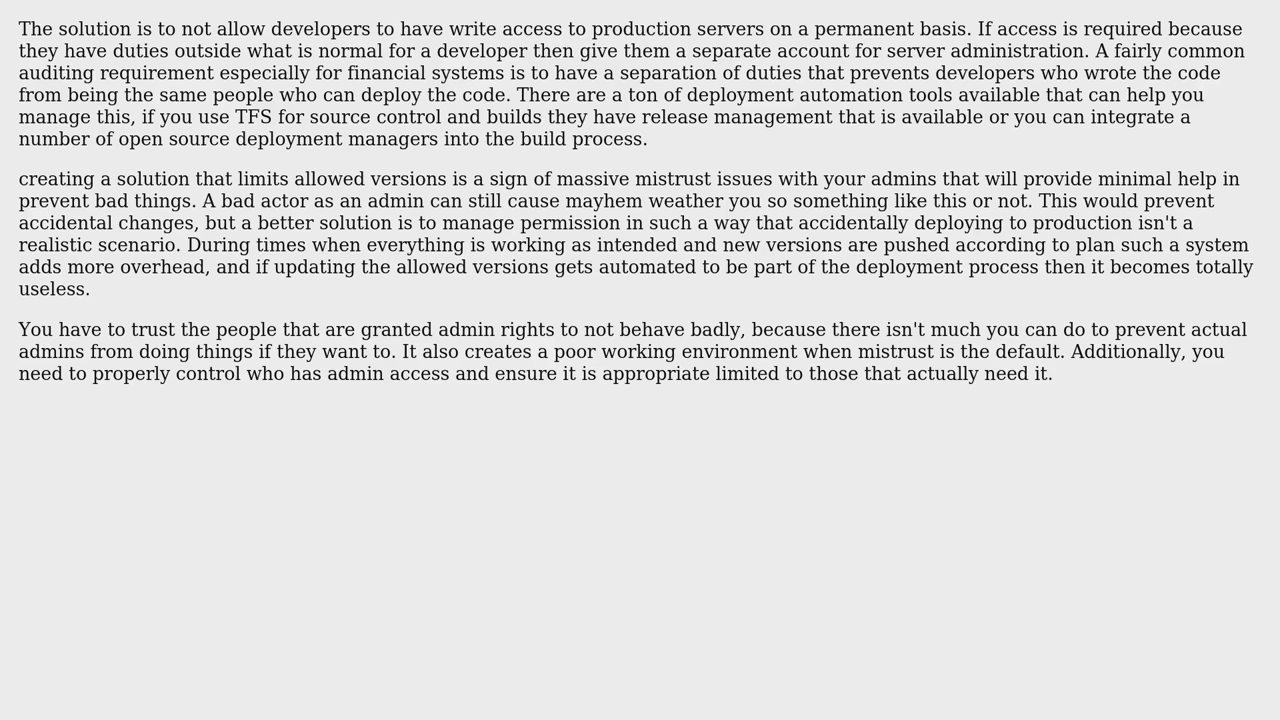 The solution is to not allow developers to have write access to production servers on a permanent basis. If access is required because
they have duties outside what is normal for a developer then give them a separate account for server administration. A fairly common
auditing requirement especially for financial systems is to have a separation of duties that prevents developers who wrote the code
from being the same people who can deploy the code. There are a ton of deployment automation tools available that can help you
manage this, if you use TFS for source control and builds they have release management that is available or you can integrate a
number of open source deployment managers into the build process.
creating a solution that limits allowed versions is a sign of massive mistrust issues with your admins that will provide minimal help in
prevent bad things. A bad actor as an admin can still cause mayhem weather you so something like this or not. This would prevent
accidental changes, but a better solution is to manage permission in such a way that accidentally deploying to production isn't a
realistic scenario. During times when everything is working as intended and new versions are pushed according to plan such a system
adds more overhead, and if updating the allowed versions gets automated to be part of the deployment process then it becomes totally
useless.
You have to trust the people that are granted admin rights to not behave badly, because there isn't much you can do to prevent actual
admins from doing things if they want to. It also creates a poor working environment when mistrust is the default. Additionally, you
need to properly control who has admin access and ensure it is appropriate limited to those that actually need it.